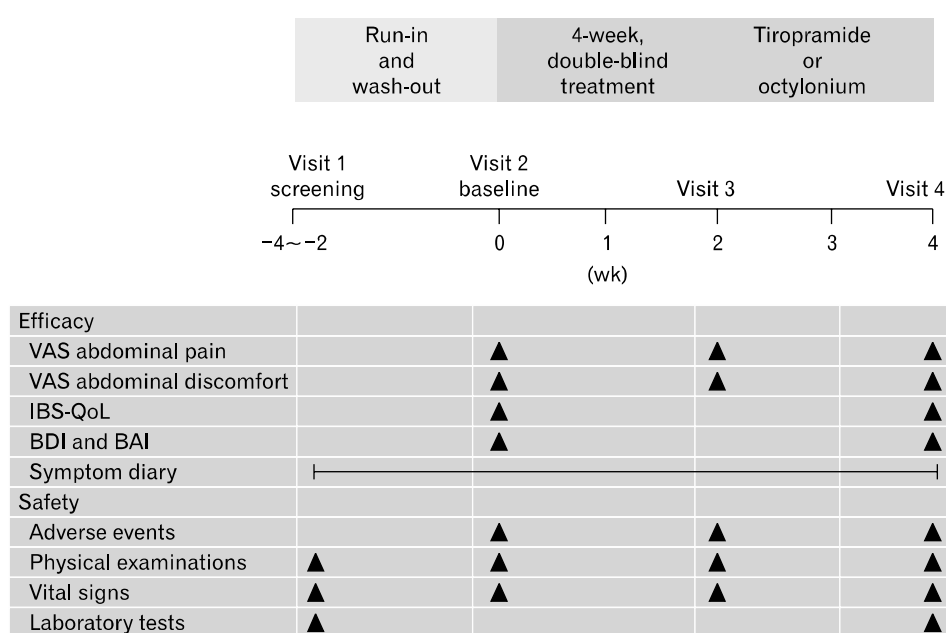 Run-in
and
wash-out
4-week,
double-blind
treatment
Tiropramide
or
octylonium
Visit 1
screening
Visit 2
baseline
Visit 3
Visit 4
−4~−2
0
1
2
3
4
(wk)
Efficacy
VAS abdominal pain
VAS abdominal discomfort
IBS-QoL
BDI and BAI
Symptom diary
Safety
Adverse events
Physical examinations
Vital signs
Laboratory tests